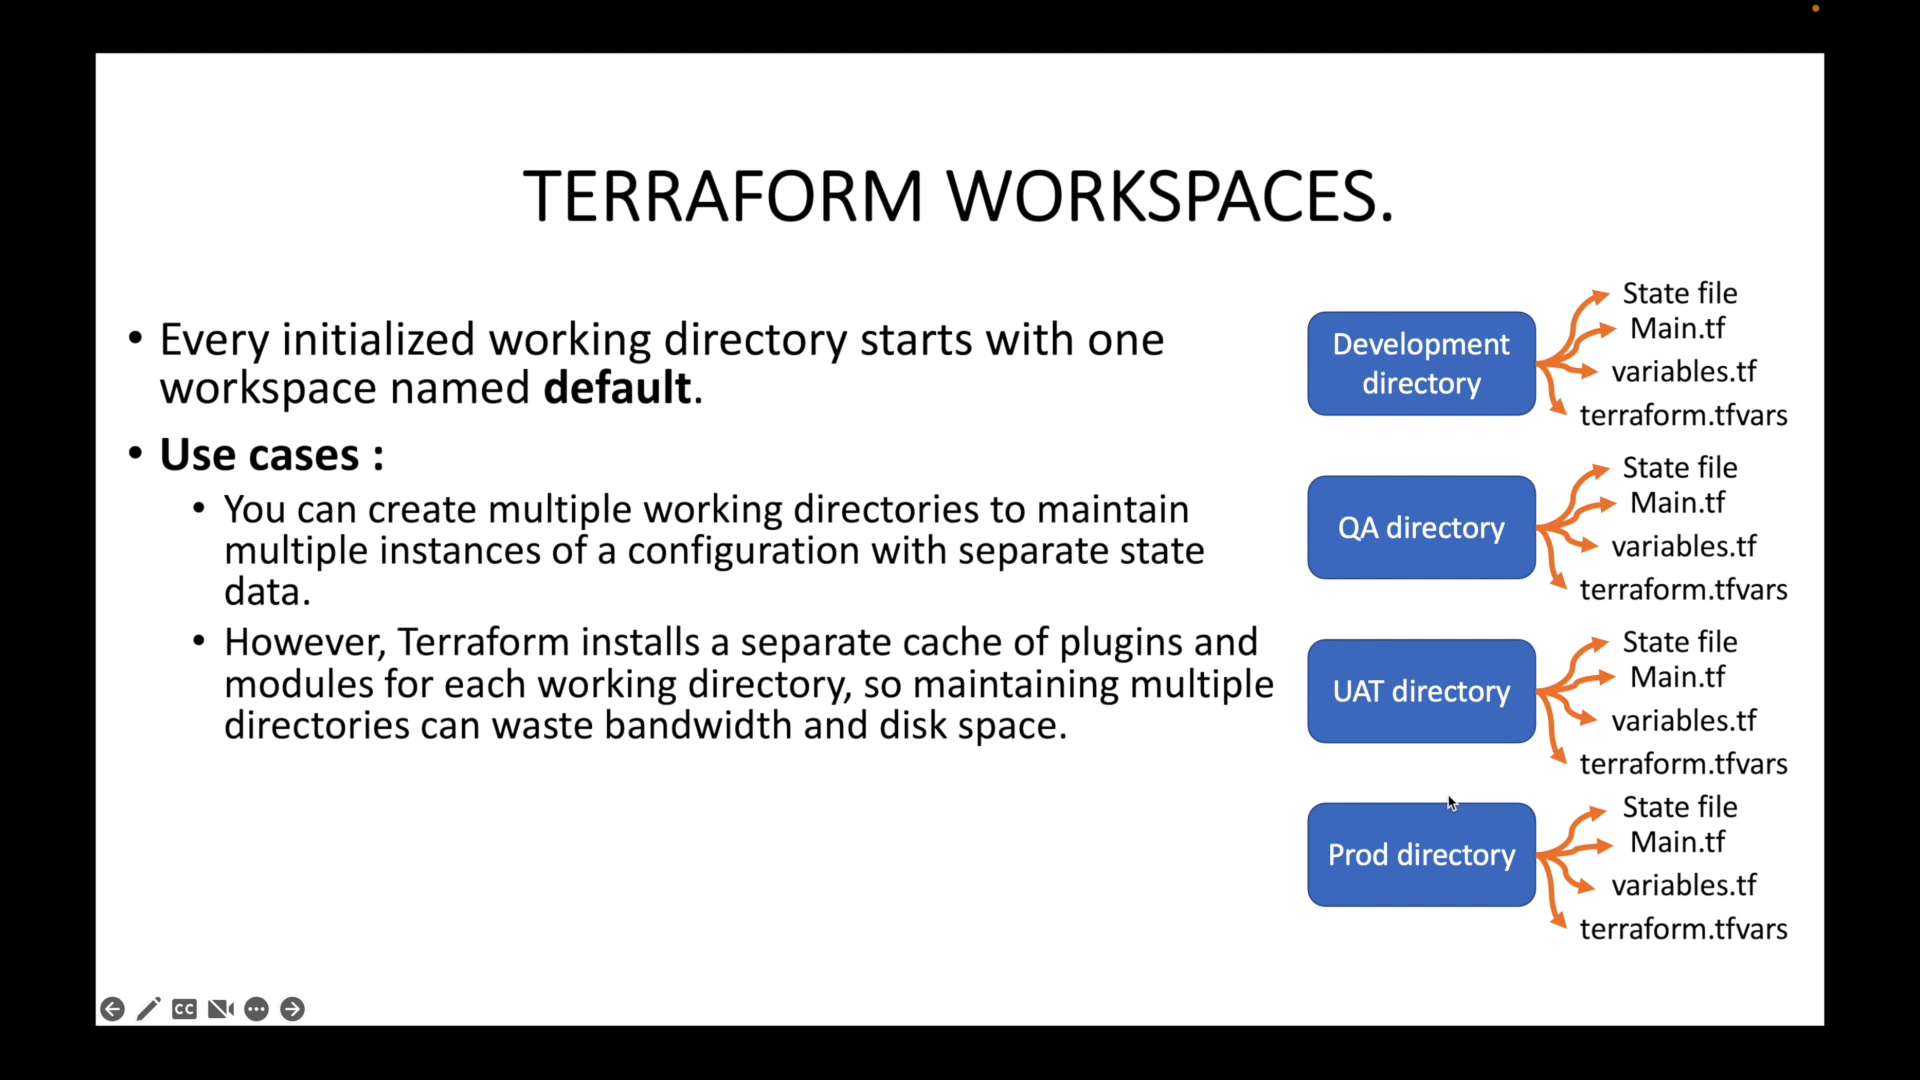 TERRAFORM WORKSPACES.
• Every initialized working directory starts with one
workspace named default.
• Use cases :
• You can create multiple working directories to maintain
multiple instances of a configuration with separate state
data.
• However, Terraform installs a separate cache of plugins and
modules for each working directory, so maintaining multiple
directories can waste bandwidth and disk space.
Development
directory
State file
Main.tf
variables.tf
terraform.tfvars
QA directory
State file
Main.tf
variables.tf
terraform.tfvars
UAT directory
State file
Main.tf
variables.tf
terraform.tfvars
Prod directory
State file
Main.tf
variables.tf
terraform.tfvars
CC